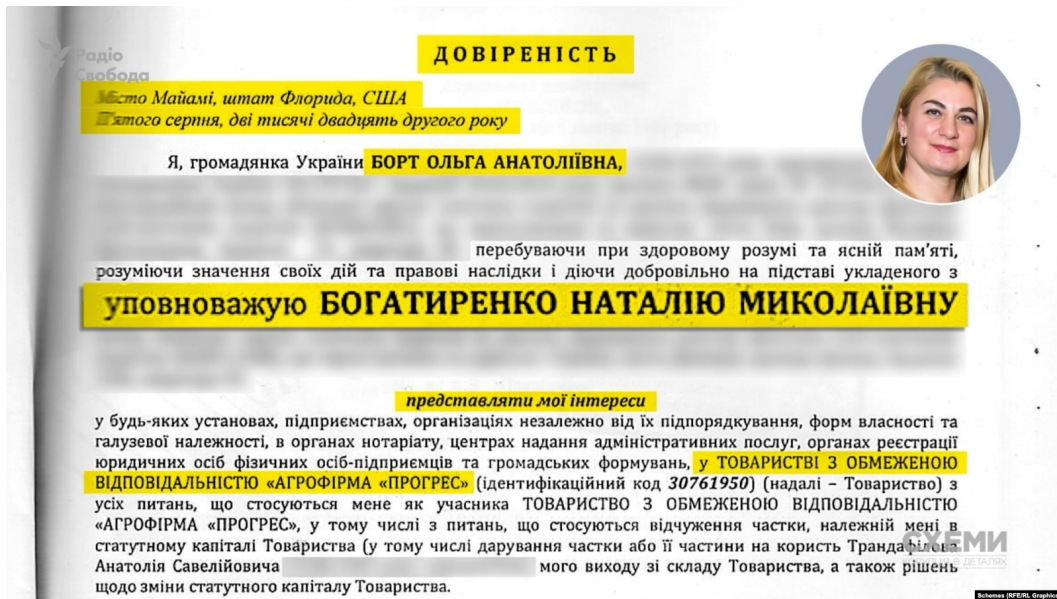 Радіо
Свобода
ДОВІРЕНІСТЬ
Місто Майамі, штат Флорида, США
П'ятого серпня, дві тисячі двадцять другого року
Я, громадянка України БОРТ ОЛЬГА АНАТОЛІЇВНА,
перебуваючи при здоровому розумі та ясній пам'яті,
розуміючи значення своїх дій та правові наслідки і діючи добровільно на підставі укладеного з
уповноважую БОГАТИРЕНКО НАТАЛІЮ МИКОЛАЇВНУ
представляти мої інтереси
у будь-яких установах, підприємствах, організаціях незалежно від їх підпорядкування, форм власності та
галузевої належності, в органах нотаріату, центрах надання адміністративних послуг, органах реєстрації
юридичних осіб фізичних осіб-підприємців та громадських формувань, у ТОВАРИСТВІ З ОБМЕЖЕНОЮ
ВІДПОВІДАЛЬНІСТЮ «АГРОФІРМА «ПРОГРЕС» (ідентифікаційний код 30761950) (надалі – Товариство) з
усіх питань, що стосуються мене як учасника ТОВАРИСТВО З ОБМЕЖЕНОЮ ВІДПОВІДАЛЬНІСТЮ
«АГРОФІРМА «ПРОГРЕС», у тому числі з питань, що стосуються відчуження частки, належній мені в
статутному капіталі Товариства (у тому числі дарування частки або її частини на користь Трандафілова
Анатолія Савелійовича мого виходу зі складу Товариства, а також рішень
щодо зміни статутного капіталу Товариства.
СХЕМИ
КОРУПЦІЯ В ДЕТАЛЯХ
Schemes (RFE/RL Graphics)